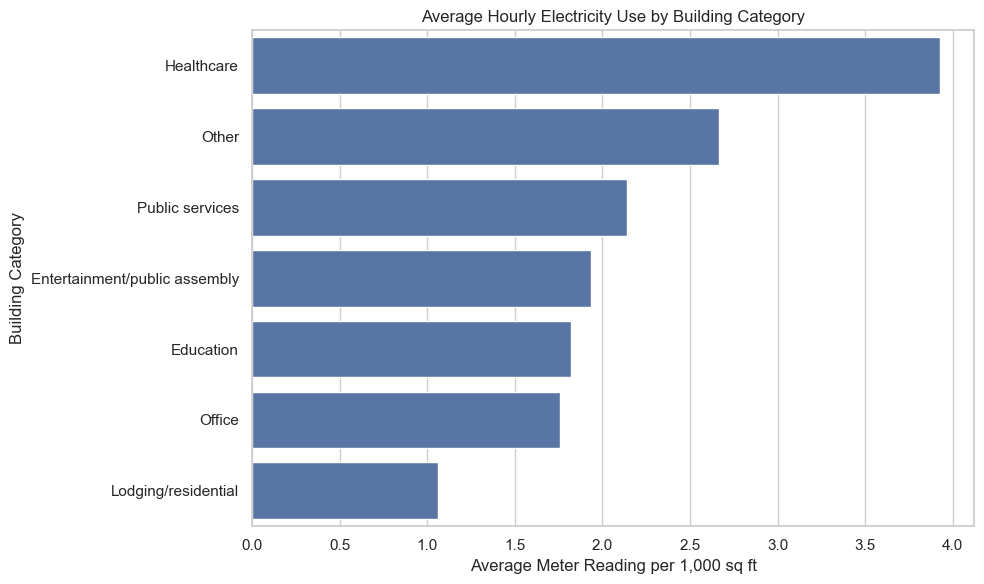 Average Hourly Electricity Use by Building Category
Building Category
Healthcare
Other
Public services
Entertainment/public assembly
Education
Office
Lodging/residential
0.0 0.5 1.0 1.5 2.0 2.5 3.0 3.5 4.0
Average Meter Reading per 1,000 sq ft